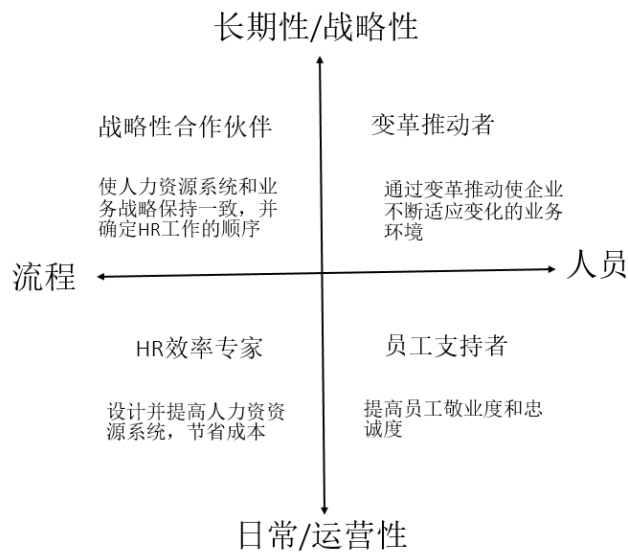 长期性/战略性
战略性合作伙伴
变革推动者
使人力资源系统和业
务战略保持一致，并
确定HR工作的顺序
通过变革推动使企业
不断适应变化的业务
环境
流程
人员
HR效率专家
员工支持者
设计并提高人力资资
源系统，节省成本
提高员工敬业度和忠
诚度
日常/运营性